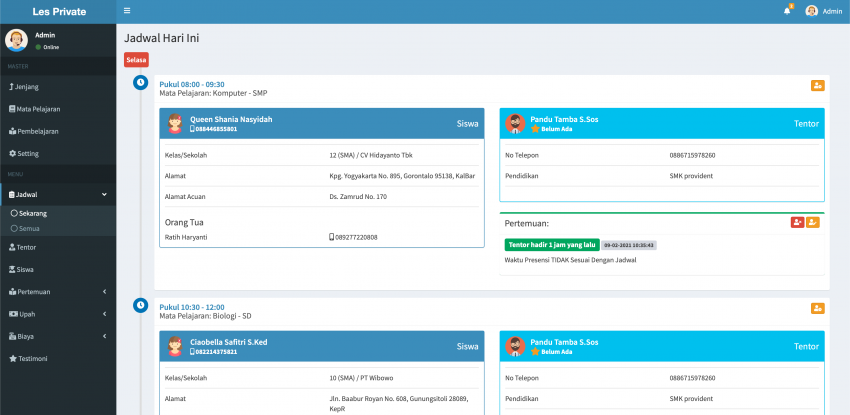 Les Private
Admin
Admin
Online
MASTER
Jenjang
Mata Pelajaran
Pembelajaran
Setting
MENU
Jadwal
Sekarang
Semua
Tentor
Siswa
Pertemuan
Upah
Biaya
Testimoni
Jadwal Hari Ini
Selasa
Pukul 08:00 - 09:30
Mata Pelajaran: Komputer - SMP
Queen Shania Nasyidah
088446855801
Siswa
Kelas/Sekolah 12 (SMA) / CV Hidayanto Tbk
Alamat Kpg. Yogyakarta No. 895, Gorontalo 95138, KalBar
Alamat Acuan Ds. Zamrud No. 170
Orang Tua
Ratih Haryanti 089277220808
Pandu Tamba S.Sos
Belum Ada
Tentor
No Telepon 0886715978260
Pendidikan SMK provident
Pertemuan:
Tentor hadir 1 jam yang lalu 09-02-2021 10:35:43
Waktu Presensi TIDAK Sesuai Dengan Jadwal
Pukul 10:30 - 12:00
Mata Pelajaran: Biologi - SD
Ciaobella Safitri S.Ked
082214375821
Siswa
Kelas/Sekolah 10 (SMA) / PT Wibowo
Alamat Jln. Baabur Royan No. 608, Gunungsitoli 28089,
KepR
Pandu Tamba S.Sos
Belum Ada
Tentor
No Telepon 0886715978260
Pendidikan SMK provident